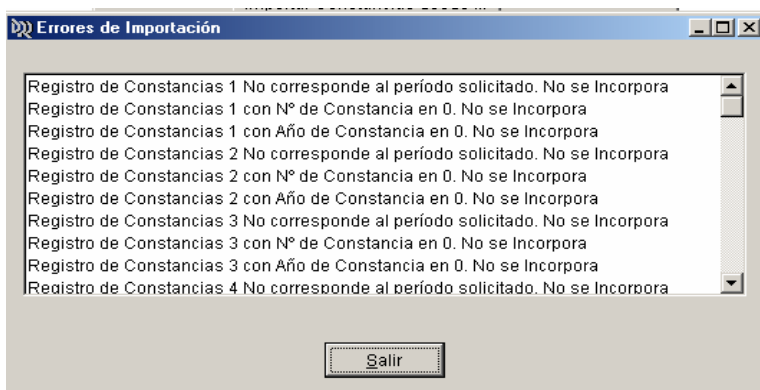 Errores de Importación
Registro de Constancias 1 No corresponde al período solicitado. No se Incorpora
Registro de Constancias 1 con Nº de Constancia en 0. No se Incorpora
Registro de Constancias 1 con Año de Constancia en 0. No se Incorpora
Registro de Constancias 2 No corresponde al período solicitado. No se Incorpora
Registro de Constancias 2 con Nº de Constancia en 0. No se Incorpora
Registro de Constancias 2 con Año de Constancia en 0. No se Incorpora
Registro de Constancias 3 No corresponde al período solicitado. No se Incorpora
Registro de Constancias 3 con Nº de Constancia en 0. No se Incorpora
Registro de Constancias 3 con Año de Constancia en 0. No se Incorpora
Registro de Constancias 4 No corresponde al período solicitado. No se Incorpora
Salir